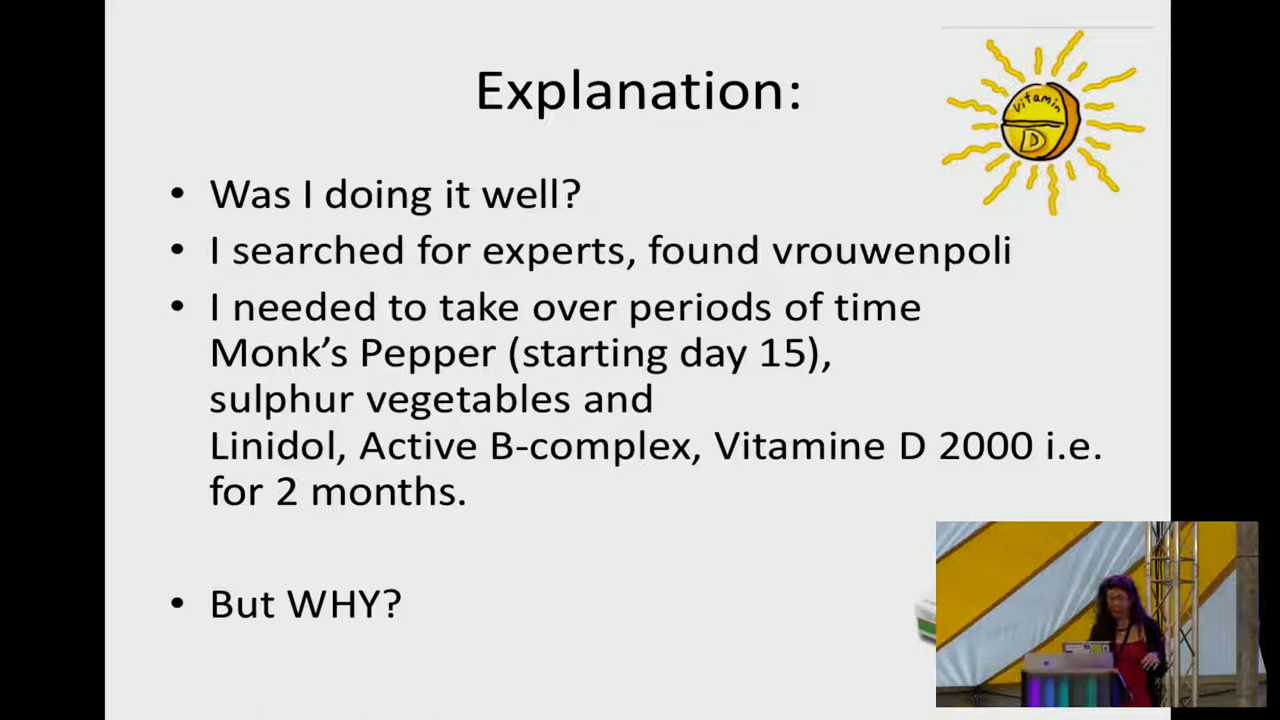 Explanation:
vitamin
D
• Was I doing it well?
• I searched for experts, found vrouwenpoli
• I needed to take over periods of time
Monk’s Pepper (starting day 15),
sulphur vegetables and
Linidol, Active B-complex, Vitamine D 2000 i.e.
for 2 months.
• But WHY?